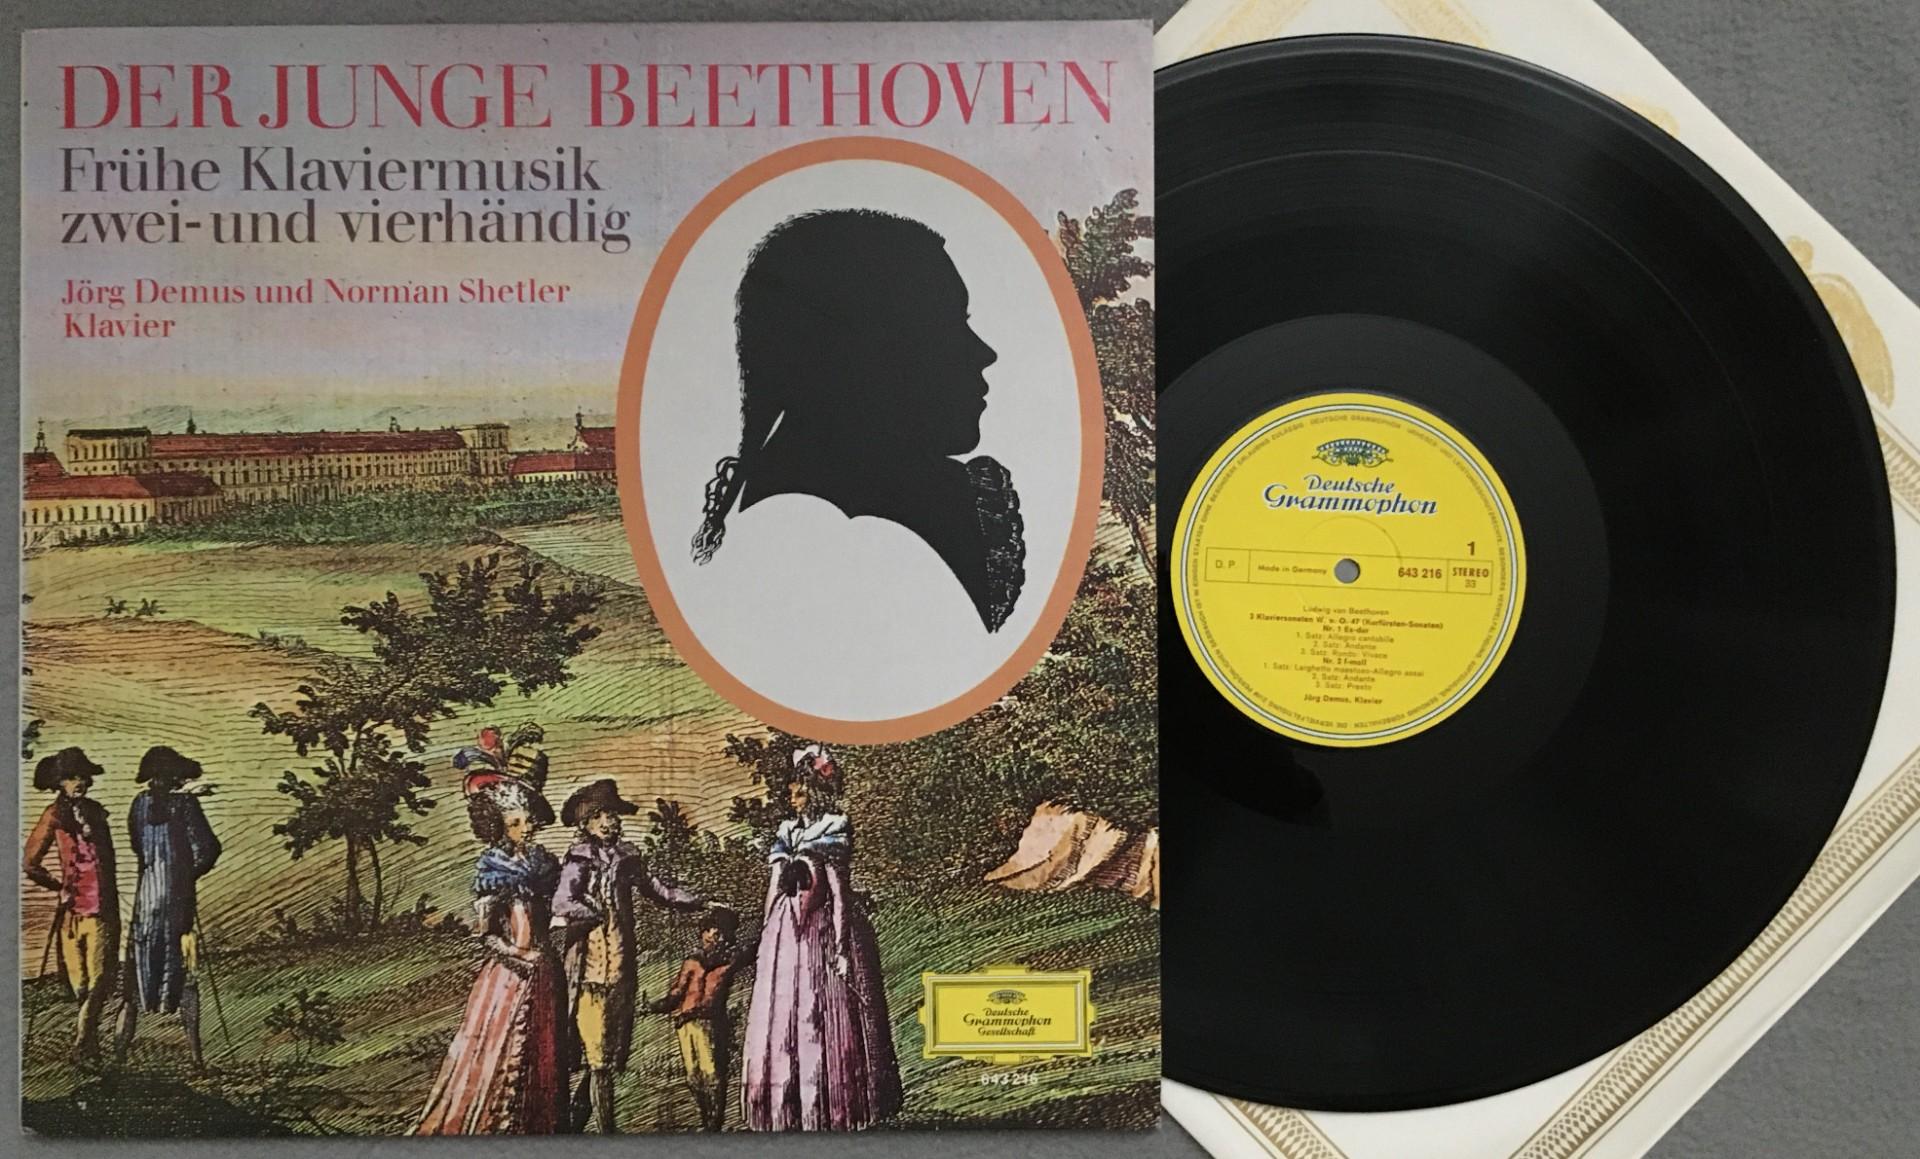 DER JUNGE BEETHOVEN
Frühe Klaviermusik
zwei- und vierhändig
Jörg Demus und Norman Shetler
Klavier
Deutsche
Grammophon
Gesellschaft
643 216
Deutsche
Grammophon
1
D. P. Made in Germany 643 216 STEREO
33
Ludwig van Beethoven
3 Klaviersonaten W. o. O. 47 (Kurfürsten-Sonaten)
Nr. 1 Es-dur
1. Satz: Allegro cantabile
2. Satz: Andante
3. Satz: Rondo: Vivace
Nr. 2 f-moll
1. Satz: Larghetto maestoso-Allegro assai
2. Satz: Andante
3. Satz: Presto
Jörg Demus, Klavier